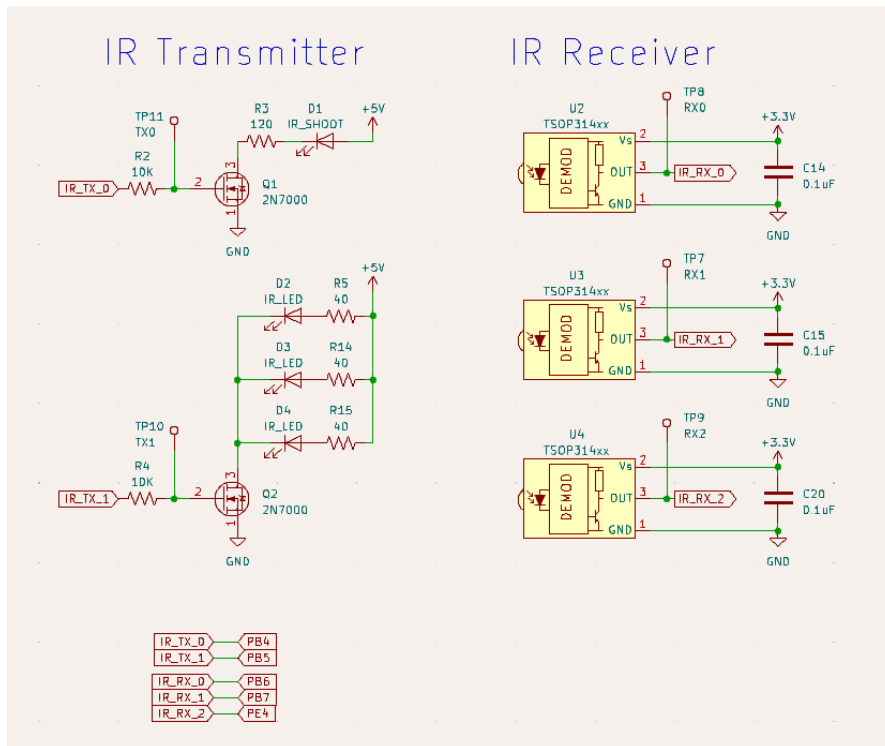 IR Transmitter
TP11
TX0
R2
10K
IR_TX_0
2
3
1
Q1
2N7000
GND
R3
120
D1
IR_SHOOT
+5V
D2
IR_LED
R5
40
+5V
D3
IR_LED
R14
40
D4
IR_LED
R15
40
TP10
TX1
R4
10K
IR_TX_1
2
3
1
Q2
2N7000
GND
IR Receiver
U2
TSOP314xx
DEMOD
Vs
2
OUT
3
GND
1
TP8
RX0
IR_RX_0
+3.3V
C14
0.1uF
GND
U3
TSOP314xx
DEMOD
Vs
2
OUT
3
GND
1
TP7
RX1
IR_RX_1
+3.3V
C15
0.1uF
GND
U4
TSOP314xx
DEMOD
Vs
2
OUT
3
GND
1
TP9
RX2
IR_RX_2
+3.3V
C20
0.1uF
GND
IR_TX_0 PB4
IR_TX_1 PB5
IR_RX_0 PB6
IR_RX_1 PB7
IR_RX_2 PE4